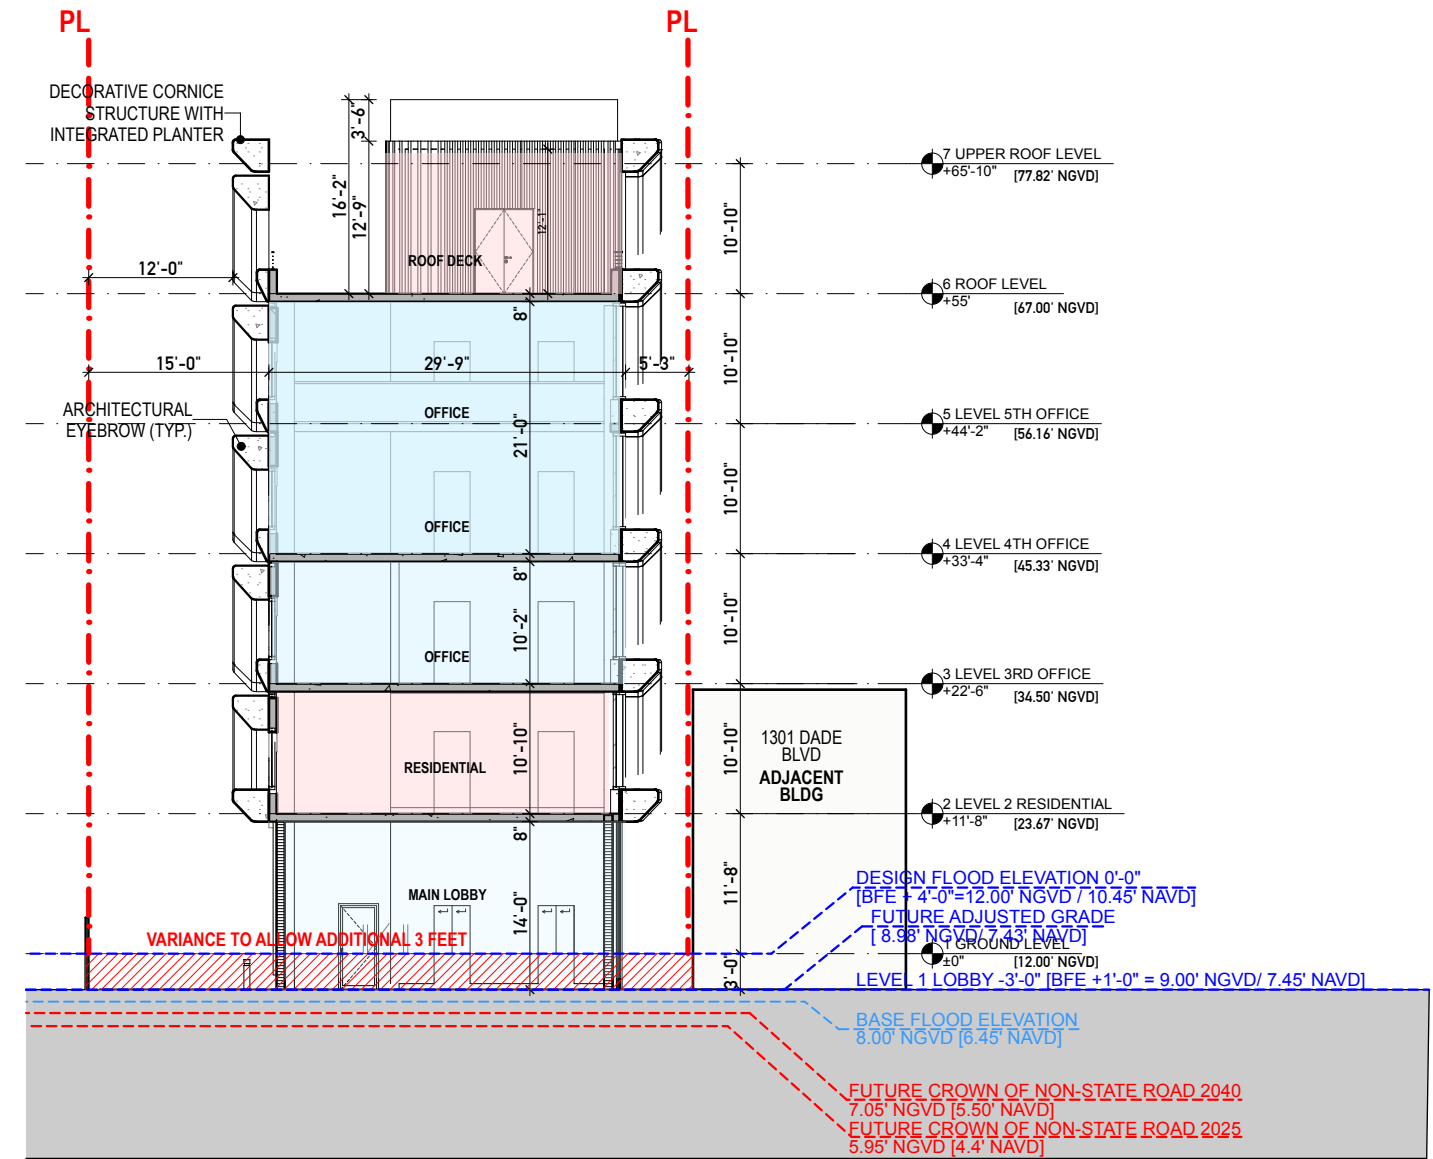 PL
PL
DECORATIVE CORNICE
STRUCTURE WITH
INTEGRATED PLANTER
3'-6"
16'-2"
12'-9"
12'-1"
ROOF DECK
7 UPPER ROOF LEVEL
+65'-10" [77.82' NGVD]
10'-10"
12'-0"
6 ROOF LEVEL
+55' [67.00' NGVD]
8"
10'-10"
15'-0"
29'-9"
5'-3"
ARCHITECTURAL
EYEBROW (TYP.)
OFFICE
21'-0"
5 LEVEL 5TH OFFICE
+44'-2" [56.16' NGVD]
10'-10"
OFFICE
4 LEVEL 4TH OFFICE
+33'-4" [45.33' NGVD]
8"
10'-2"
10'-10"
OFFICE
3 LEVEL 3RD OFFICE
+22'-6" [34.50' NGVD]
1301 DADE
BLVD
ADJACENT
BLDG
10'-10"
10'-10"
RESIDENTIAL
2 LEVEL 2 RESIDENTIAL
+11'-8" [23.67' NGVD]
8"
MAIN LOBBY
14'-0"
11'-8"
DESIGN FLOOD ELEVATION 0'-0"
[BFE + 4'-0"=12.00' NGVD / 10.45' NAVD]
FUTURE ADJUSTED GRADE
[ 8.98' NGVD/ 7.43' NAVD]
VARIANCE TO ALLOW ADDITIONAL 3 FEET
1 GROUND LEVEL
±0" [12.00' NGVD]
3'-0"
LEVEL 1 LOBBY -3'-0" [BFE +1'-0" = 9.00' NGVD/ 7.45' NAVD]
BASE FLOOD ELEVATION
8.00' NGVD [6.45' NAVD]
FUTURE CROWN OF NON-STATE ROAD 2040
7.05' NGVD [5.50' NAVD]
FUTURE CROWN OF NON-STATE ROAD 2025
5.95' NGVD [4.4' NAVD]